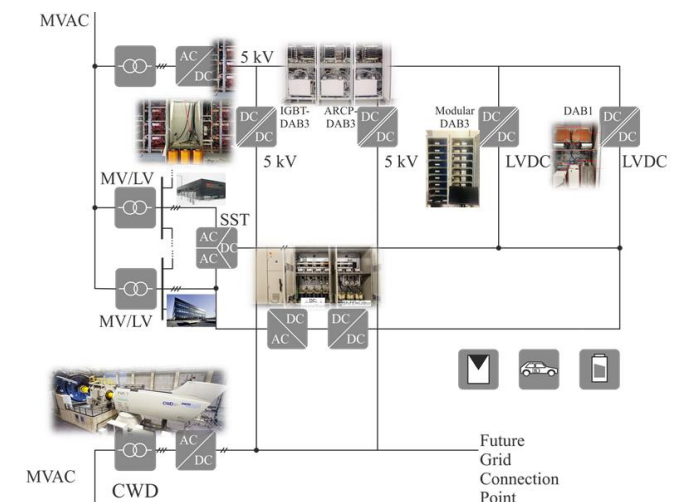 MVAC
AC
DC
5 kV
IGBT-
DAB3
ARCP-
DAB3
Modular
DAB3
DAB1
DC
DC
DC
DC
DC
DC
DC
DC
5 kV
5 kV
LVDC
LVDC
MV/LV
SST
AC
DC
AC
MV/LV
DC
AC
DC
DC
CWD
AC
DC
MVAC
CWD
Future
Grid
Connection
Point